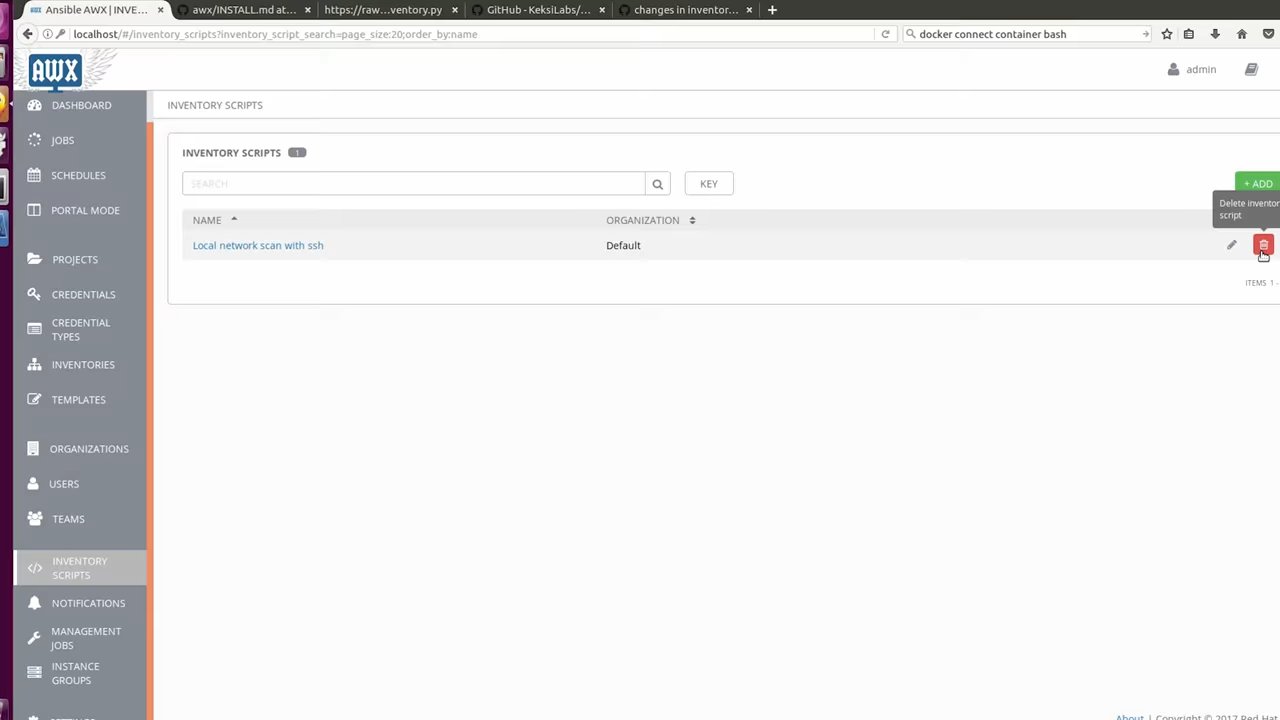 Ansible AWX | INVE...
awx/INSTALL.md at...
https://raw.ventory.py
GitHub - KeksiLabs/...
changes in inventor...
localhost/#/inventory_scripts?inventory_script_search=page_size:20;order_by:name
docker connect container bash
AWX
admin
DASHBOARD
JOBS
SCHEDULES
PORTAL MODE
PROJECTS
CREDENTIALS
CREDENTIAL
TYPES
INVENTORIES
TEMPLATES
ORGANIZATIONS
USERS
TEAMS
INVENTORY
SCRIPTS
NOTIFICATIONS
MANAGEMENT
JOBS
INSTANCE
GROUPS
INVENTORY SCRIPTS
INVENTORY SCRIPTS 1
SEARCH
KEY
+ ADD
Delete inventor
script
NAME
ORGANIZATION
Local network scan with ssh
Default
ITEMS 1 -
About | Copyright © 2017 Red Hat